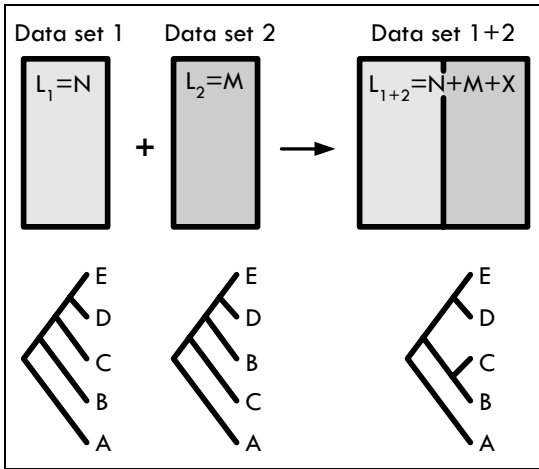 Data set 1 Data set 2 Data set 1+2
L₁=N L₂=M L₁₊₂=N+M+X
+
E E E
D D D
C B C
B C B
A A A